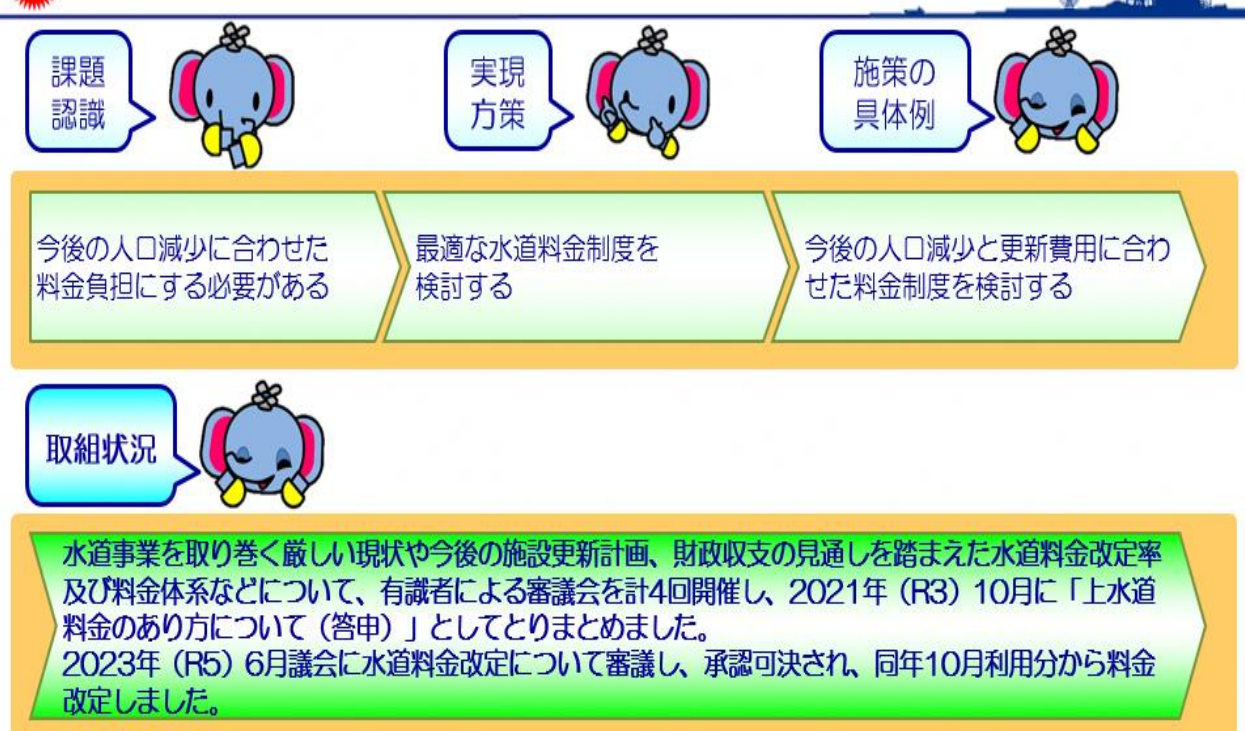 課題
認識
実現
方策
施策の
具体例
今後の人口減少に合わせた
料金負担にする必要がある
最適な水道料金制度を
検討する
今後の人口減少と更新費用に合わ
せた料金制度を検討する
取組状況
水道事業を取り巻く厳しい現状や今後の施設更新計画、財政収支の見通しを踏まえた水道料金改定率
及び料金体系などについて、有識者による審議会を計4回開催し、2021年（R3）10月に「上水道
料金のあり方について（答申）」としてとりまとめました。
2023年（R5）6月議会に水道料金改定について審議し、承認可決され、同年10月利用分から料金
改定しました。